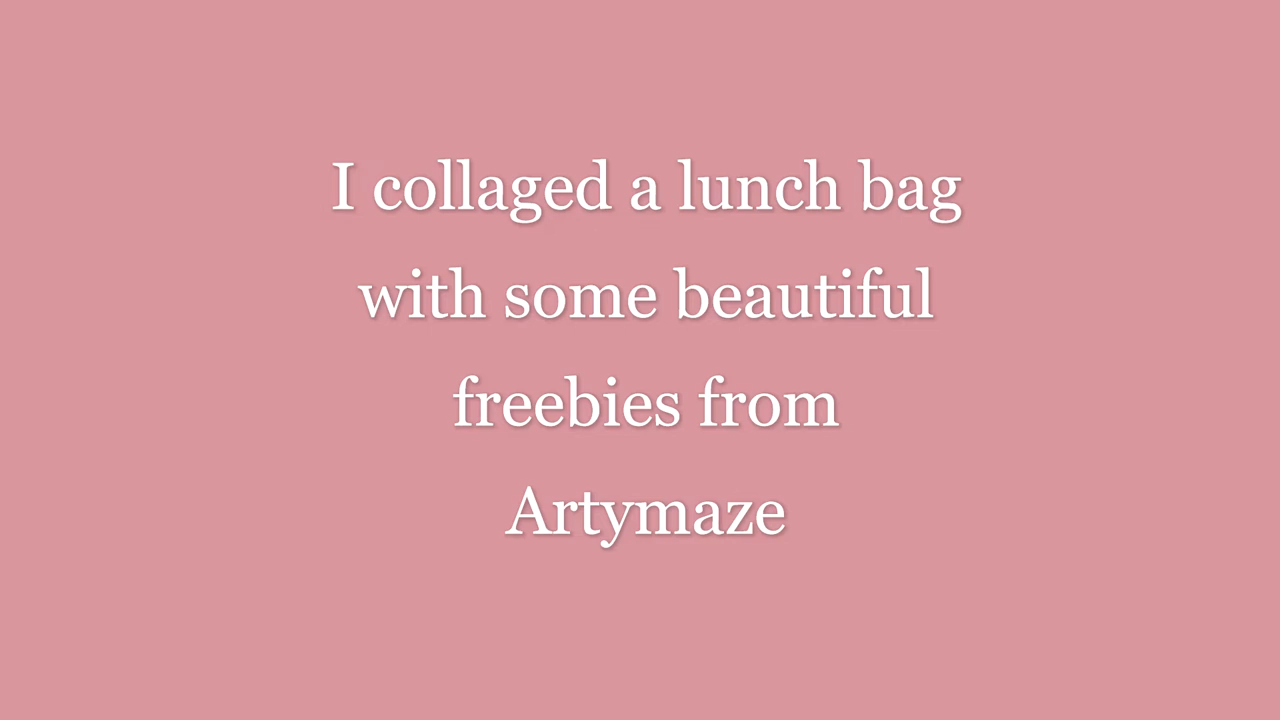 I collaged a lunch bag
with some beautiful
freebies from
Artymaze